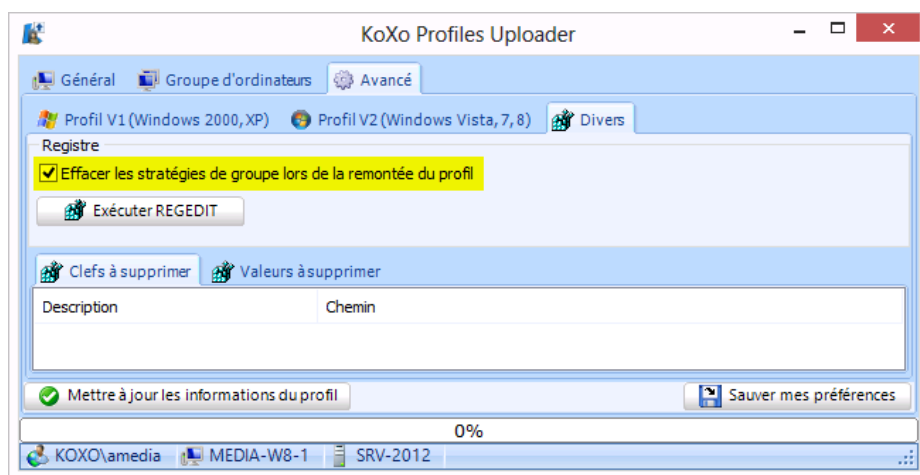 KoXo Profiles Uploader
Général Groupe d'ordinateurs Avancé
Profil V1 (Windows 2000, XP) Profil V2 (Windows Vista, 7, 8) Divers
Registre
Effacer les stratégies de groupe lors de la remontée du profil
Exécuter REGEDIT
Clefs à supprimer Valeurs à supprimer
Description Chemin
Mettre à jour les informations du profil Sauver mes préférences
0%
KOXO\amedia MEDIA-W8-1 SRV-2012